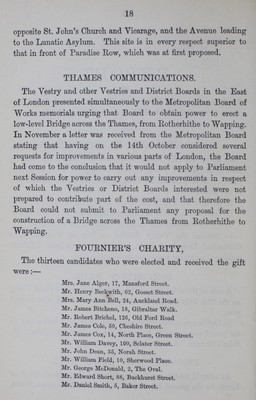 18
opposite St. John's Church and Vicarage, and the Avenue leading
to the Lunatic Asylum. This site is in every respect superior to
that in front of Paradise Row, which was at first proposed.
THAMES COMMUNICATIONS.
The Vestry and other Vestries and District Boards in the East
of London presented simultaneously to the Metropolitan Board of
Works memorials urging that Board to obtain power to erect a
low-level Bridge across the Thames, from Rotherhithe to Wapping.
In November a letter was received from the Metropolitan Board
stating that having on the 14th October considered several
requests for improvements in various parts of London, the Board
had come to the conclusion that it would not apply to Parliament
next Session for power to carry out any improvements in respect
of which the Vestries or District Boards interested were not
prepared to contribute part of the cost, and that therefore the
Board could not submit to Parliament any proposal for the
construction of a Bridge across the Thames from Rotherhithe to
Wapping.
FOURNIER'S CHARITY,
The thirteen candidates who were elected and received the gift
were:—
Mrs. Jane Alger, 17, Mansford Street.
Mr. Henry Beckwith, 62, Gosset Street.
Mrs. Mary Ann Bell, 24, Auckland Road.
Mr. James Bitcheno, 18, Gibraltar Walk.
Mr. Robert Brichel, 126, Old Ford Road
Mr. James Cole, 50, Cheshire Street.
Mr. James Cox, 14, North Place, Green Street.
Mr. William Davey, 109, Sclater Street.
Mr. John Dean, 35, Norah Street.
Mr. William Field, 10, Sherwood Place.
Mr. George McDonald, 2, The Oval.
Mr. Edward Short, 88, Buckhurst Street.
Mr. Daniel Smith, 5, Baker Street.